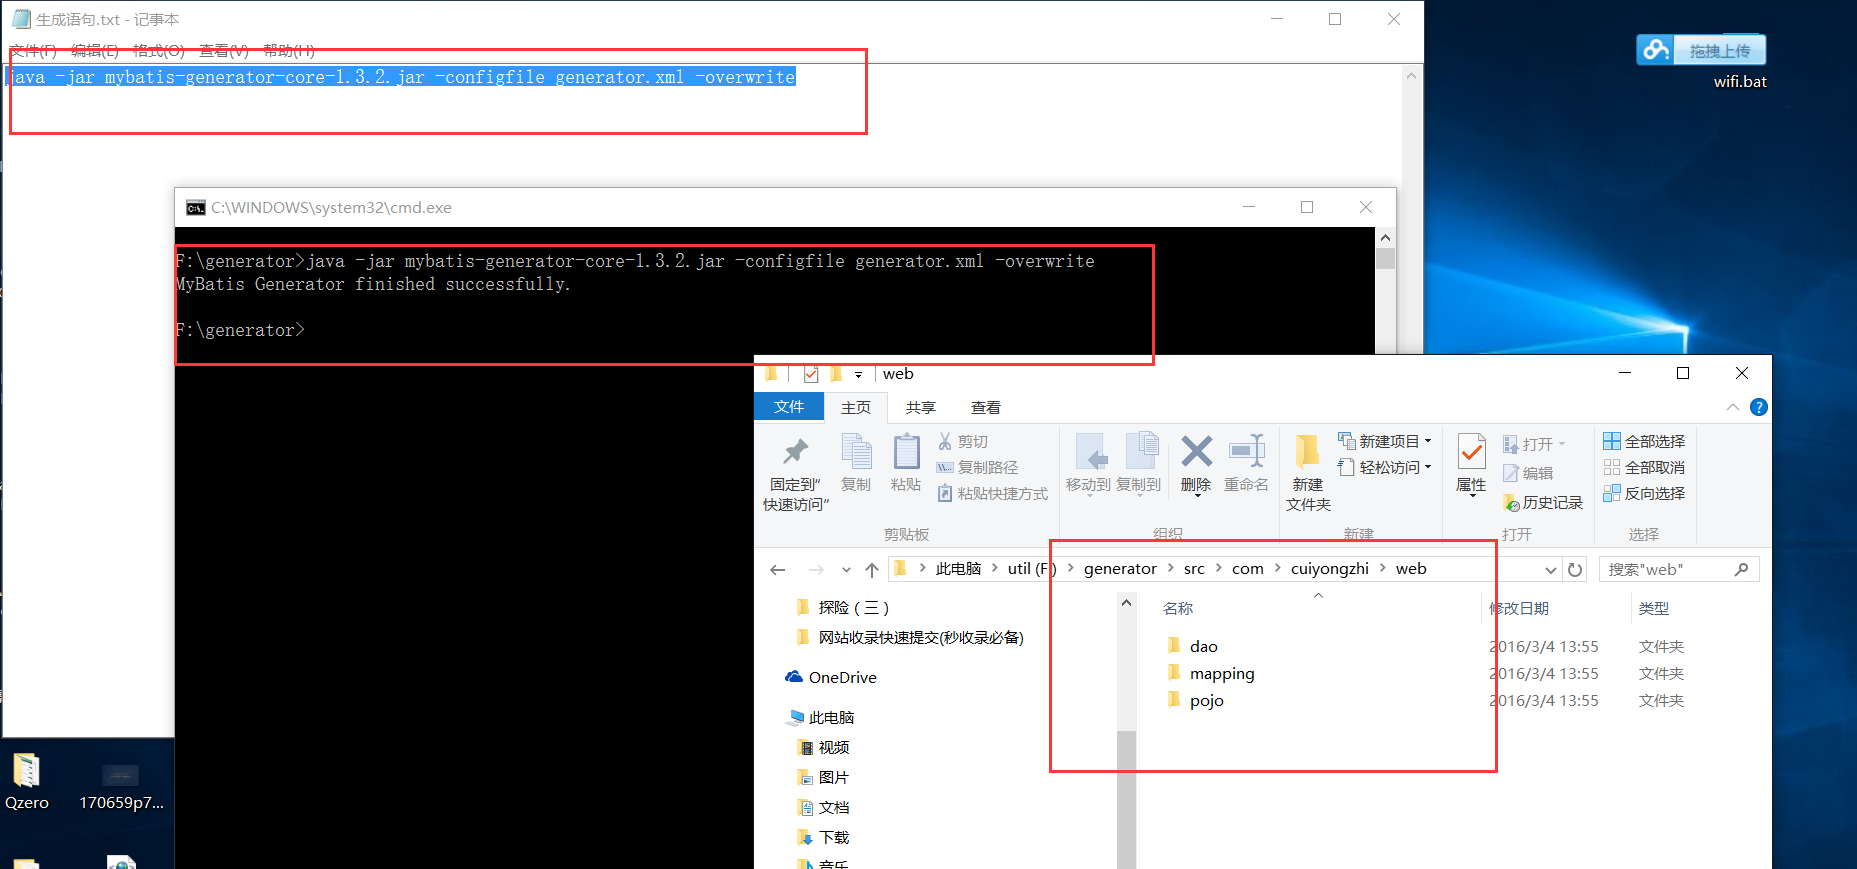 生成语句.txt - 记事本
文件(F) 编辑(E) 格式(O) 查看(V) 帮助(H)
java -jar mybatis-generator-core-1.3.2.jar -configfile generator.xml -overwrite
拖拽上传
wifi.bat
C:\WINDOWS\system32\cmd.exe
F:\generator>java -jar mybatis-generator-core-1.3.2.jar -configfile generator.xml -overwrite
MyBatis Generator finished successfully.
F:\generator>
web
文件 主页 共享 查看
固定到"快速访问"
复制
粘贴
剪切
复制路径
粘贴快捷方式
剪贴板
移动到
复制到
删除
重命名
组织
新建文件夹
新建项目
轻松访问
新建
属性
打开
编辑
历史记录
打开
全部选择
全部取消
反向选择
选择
此电脑 util (F:) generator src com cuiyongzhi web
搜索"web"
探险（三）
网站收录快速提交(秒收录必备)
OneDrive
此电脑
视频
图片
文档
下载
音乐
名称 修改日期 类型
dao 2016/3/4 13:55 文件夹
mapping 2016/3/4 13:55 文件夹
pojo 2016/3/4 13:55 文件夹
Qzero
170659p7...